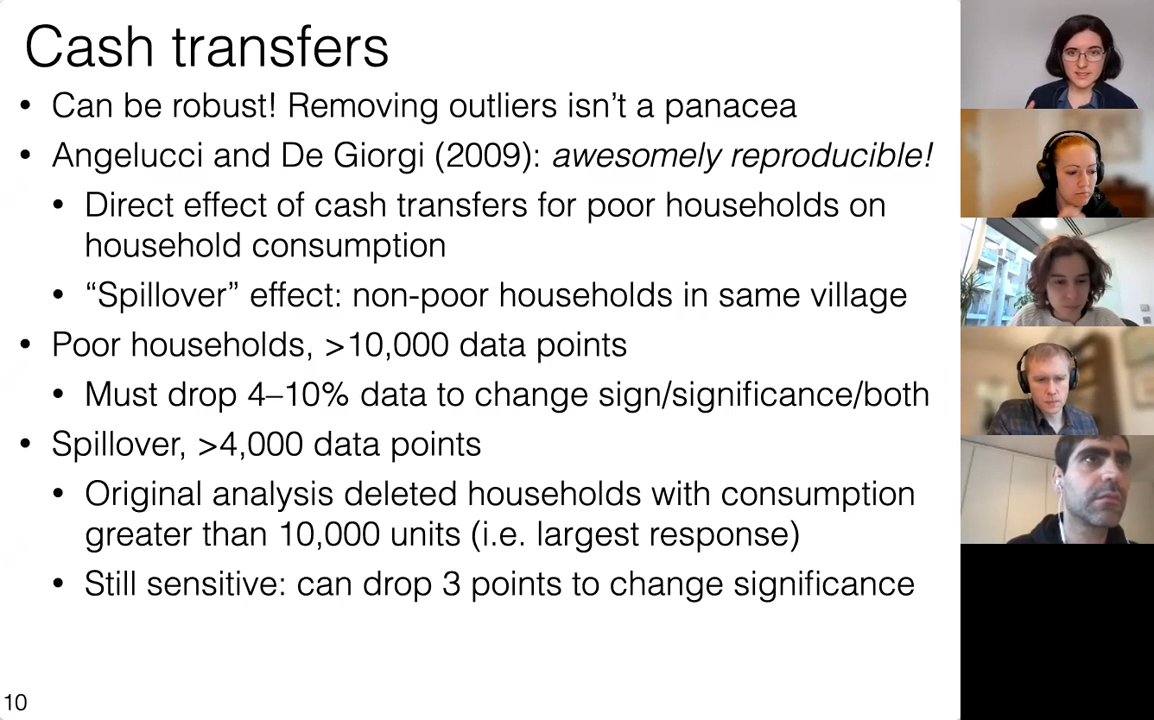 Cash transfers
• Can be robust! Removing outliers isn’t a panacea
• Angelucci and De Giorgi (2009): awesomely reproducible!
• Direct effect of cash transfers for poor households on
household consumption
• “Spillover” effect: non-poor households in same village
• Poor households, >10,000 data points
• Must drop 4–10% data to change sign/significance/both
• Spillover, >4,000 data points
• Original analysis deleted households with consumption
greater than 10,000 units (i.e. largest response)
• Still sensitive: can drop 3 points to change significance
10